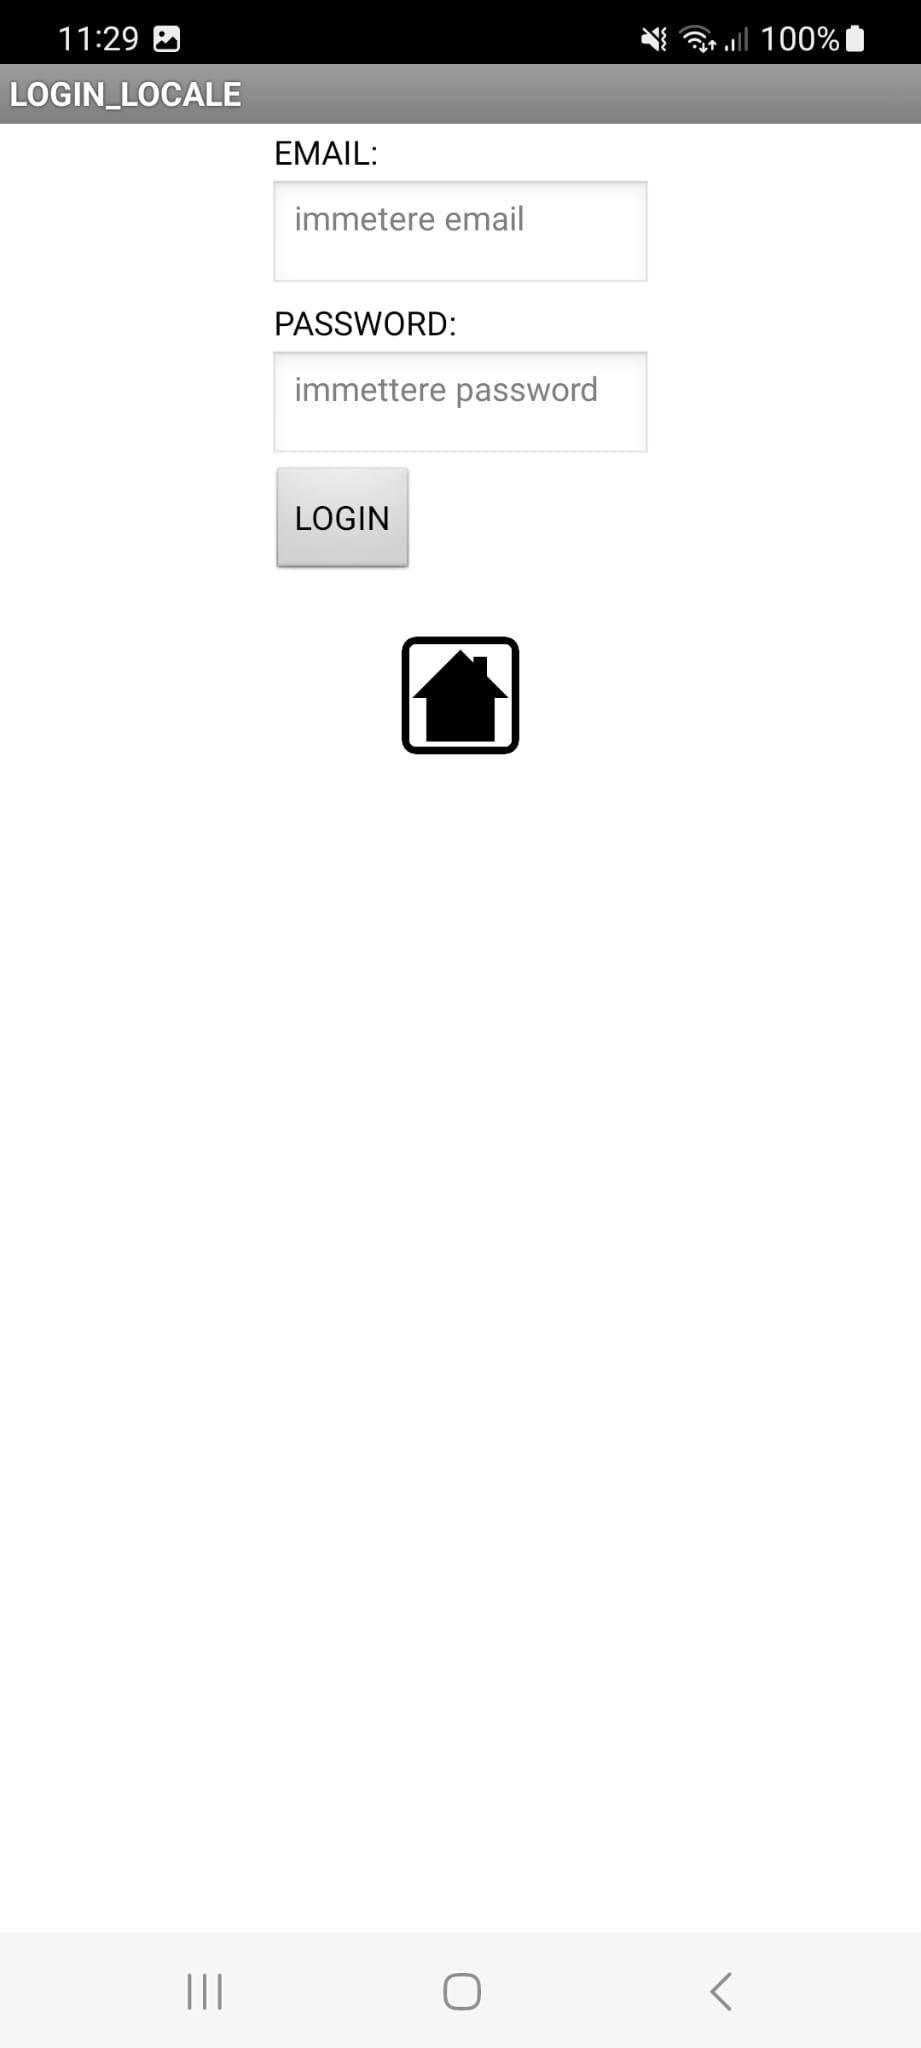 11:29 100%
LOGIN_LOCALE
EMAIL:
immetere email
PASSWORD:
immettere password
LOGIN